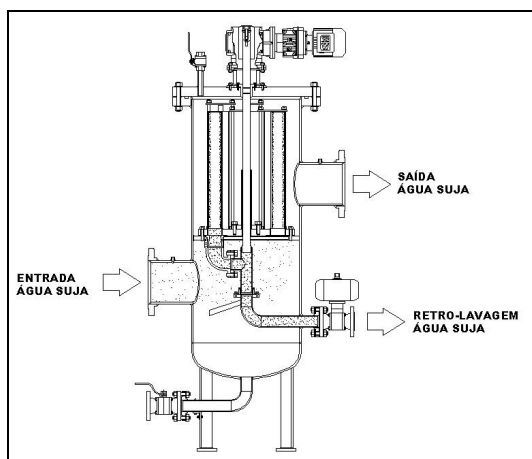 SAÍDA
ÁGUA SUJA
ENTRADA
ÁGUA SUJA
RETRO-LAVAGEM
ÁGUA SUJA